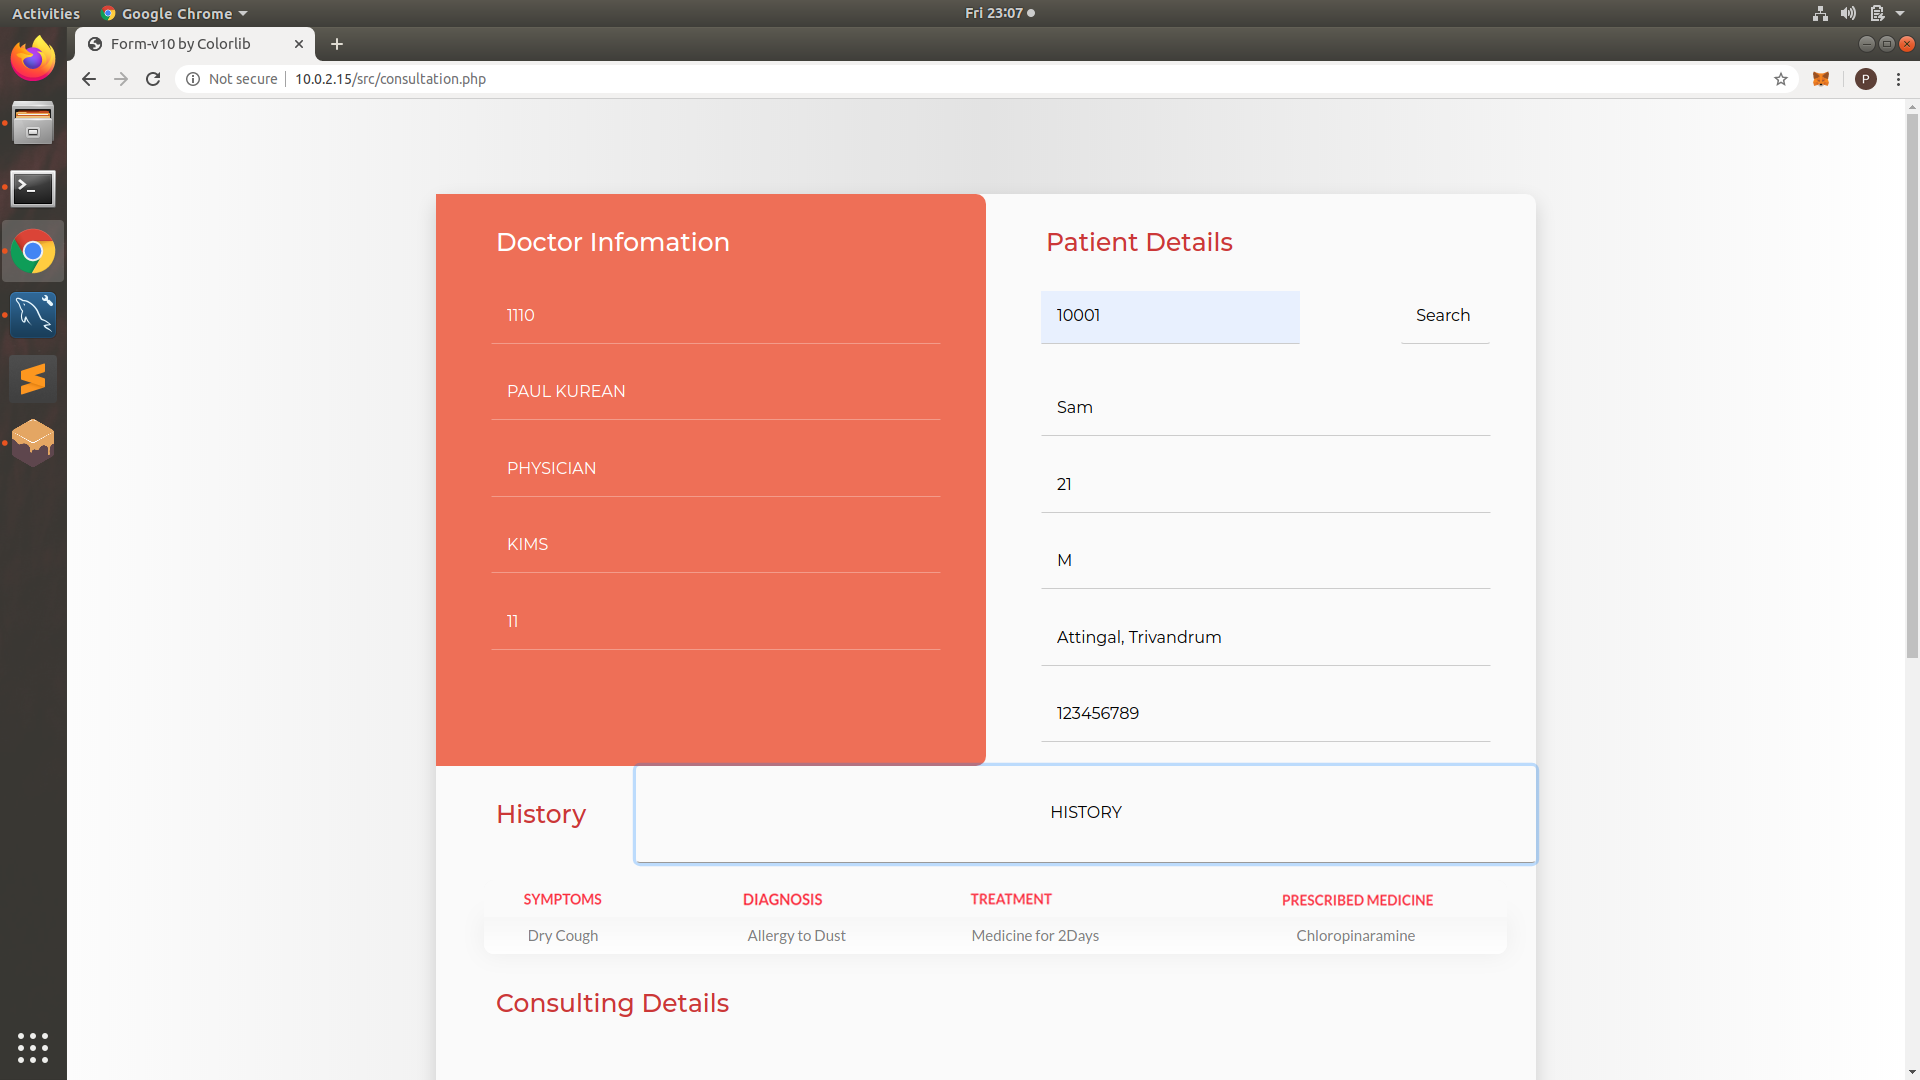 Activities Google Chrome Fri 23:07
Form-v10 by Colorlib
Not secure 10.0.2.15/src/consultation.php P
Doctor Infomation
1110
PAUL KUREAN
PHYSICIAN
KIMS
11
Patient Details
10001 Search
Sam
21
M
Attingal, Trivandrum
123456789
History HISTORY
SYMPTOMS DIAGNOSIS TREATMENT PRESCRIBED MEDICINE
Dry Cough Allergy to Dust Medicine for 2Days Chloropinaramine
Consulting Details